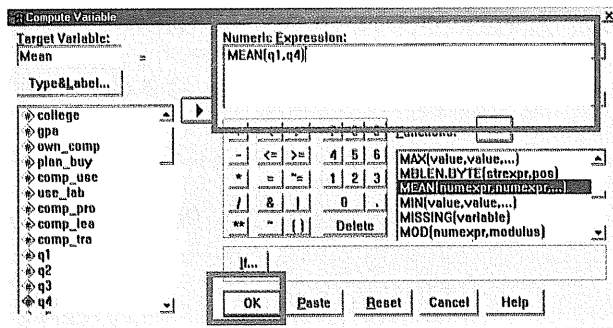 Compute Variable
Target Variable:
Mean
=
Type&Label...
Numeric Expression:
MEAN(q1,q4)
college
gpa
own_comp
plan_buy
comp_use
use_lab
comp_pro
comp_lea
comp_tra
q1
q2
q3
q4
+ < > 7 8 9
- <= >= 4 5 6
* = ~= 1 2 3
/ & | 0 .
** ~ () Delete
Functions:
MAX(value,value,...)
MBLEN.BYTE(strexpr,pos)
MEAN(numexpr,numexpr,...)
MIN(value,value,...)
MISSING(variable)
MOD(numexpr,modulus)
If...
OK Paste Reset Cancel Help